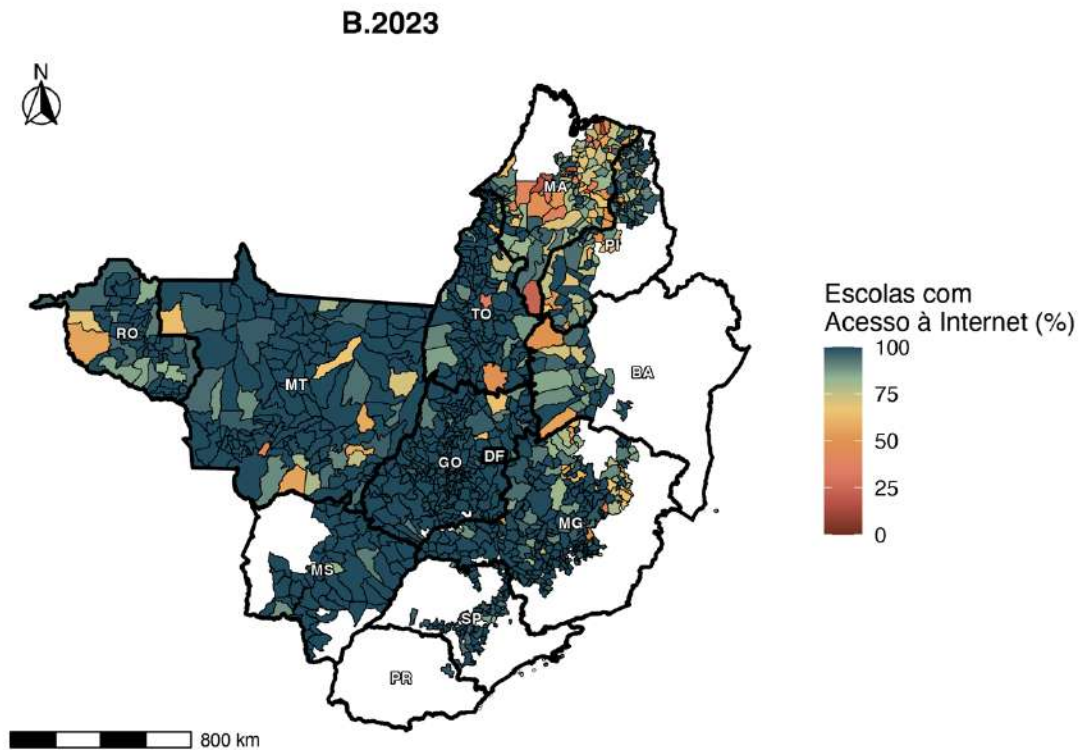 B.2023
N
MA
PI
TO
RO
BA
MT
GO
DF
MG
MS
SP
PR
Escolas com
Acesso à Internet (%)
100
75
50
25
0
800 km